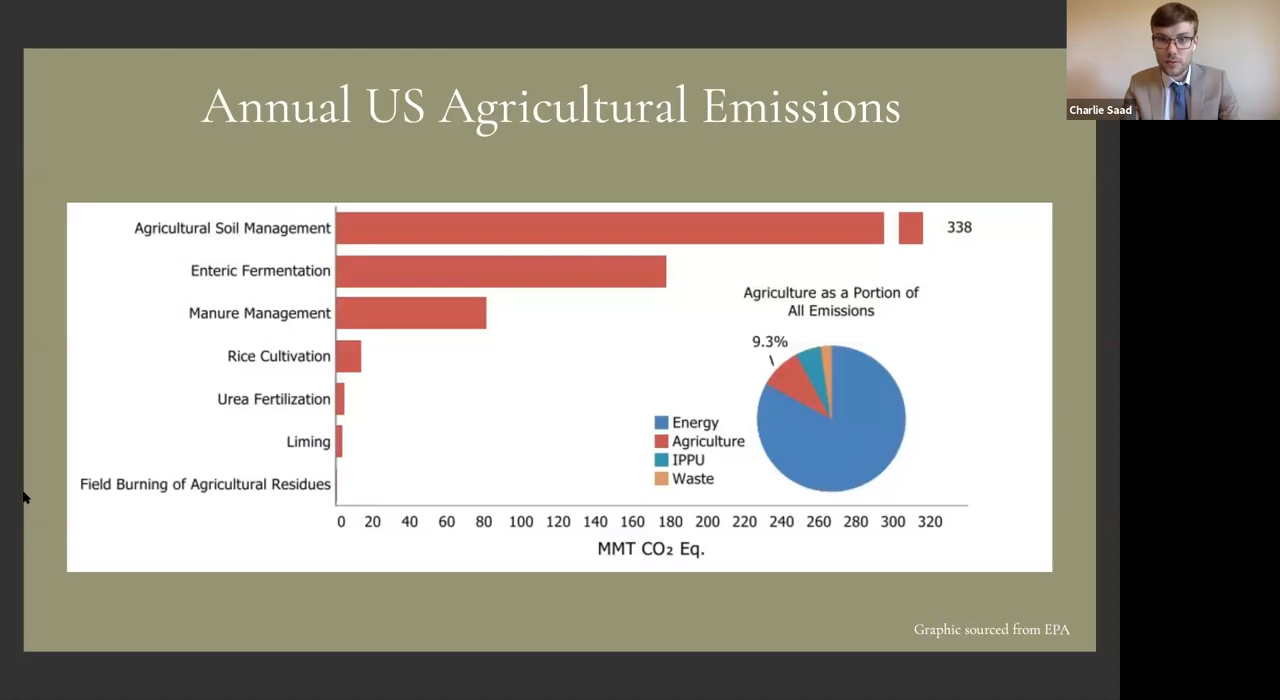 Charlie Saad
Annual US Agricultural Emissions
Agricultural Soil Management
338
Enteric Fermentation
Manure Management
Rice Cultivation
Urea Fertilization
Liming
Field Burning of Agricultural Residues
Agriculture as a Portion of
All Emissions
9.3%
Energy
Agriculture
IPPU
Waste
0 20 40 60 80 100 120 140 160 180 200 220 240 260 280 300 320
MMT CO₂ Eq.
Graphic sourced from EPA